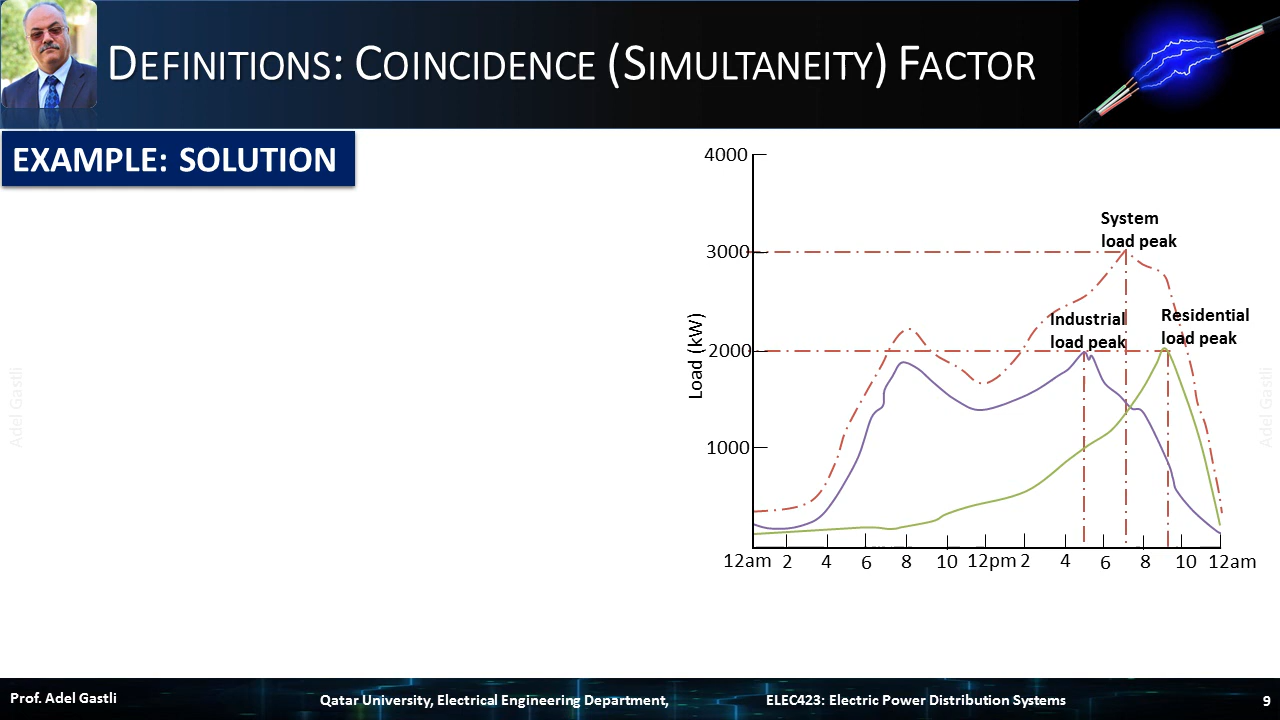 DEFINITIONS: COINCIDENCE (SIMULTANEITY) FACTOR
EXAMPLE: SOLUTION
4000
3000
2000
1000
Load (kW)
System
load peak
Industrial
load peak
Residential
load peak
12am 2 4 6 8 10 12pm 2 4 6 8 10 12am
Adel Gastli
Adel Gastli
Prof. Adel Gastli
Qatar University, Electrical Engineering Department,
ELEC423: Electric Power Distribution Systems
9